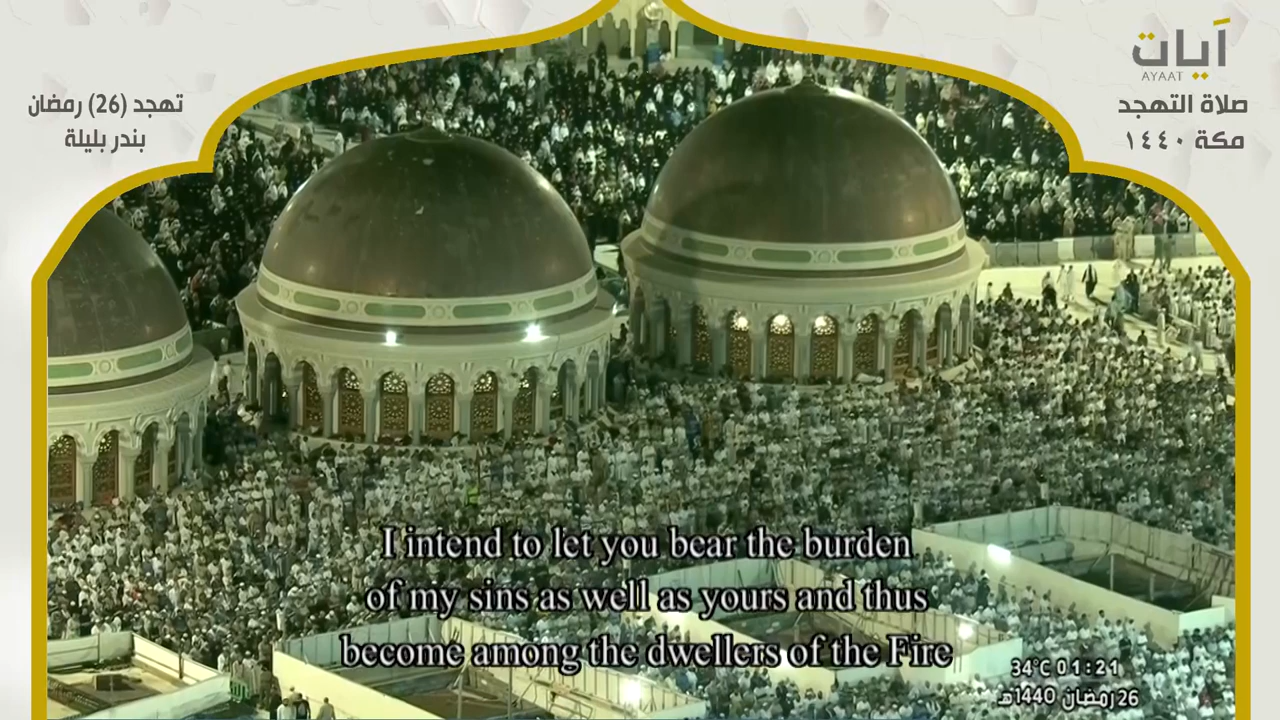 آيات
AYAAT
صلاة التهجد
مكة ١٤٤٠
تهجد (26) رمضان
بندر بليلة
I intend to let you bear the burden
of my sins as well as yours and thus
become among the dwellers of the Fire
34°C 01:21
26 رمضان 1440هـ